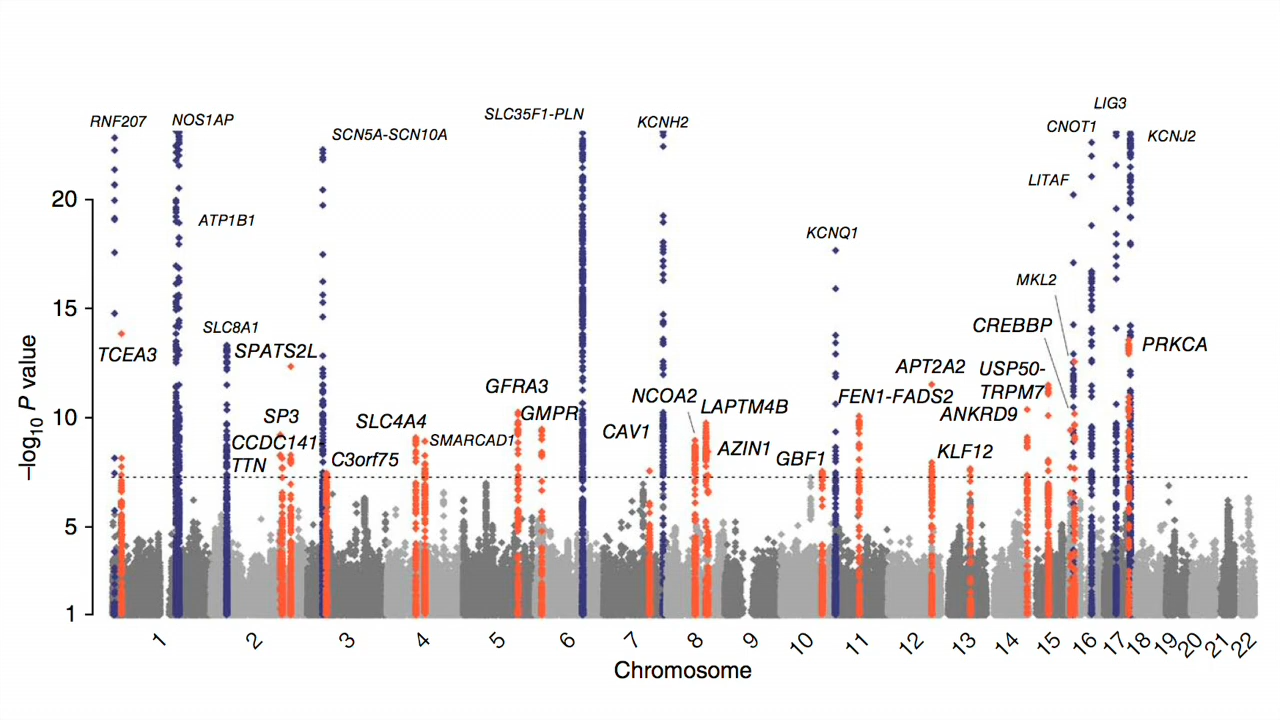 LIG3
SLC35F1-PLN
RNF207
NOS1AP
KCNH2
CNOT1
SCN5A-SCN10A
KCNJ2
LITAF
20
ATP1B1
KCNQ1
MKL2
15
SLC8A1
CREBBP
TCEA3
SPATS2L
PRKCA
APT2A2
USP50-
TRPM7
GFRA3
NCOA2
FEN1-FADS2
LAPTM4B
10
SP3
SLC4A4
GMPR
ANKRD9
CAV1
CCDC141-
TTN
SMARCAD1
AZIN1
C3orf75
GBF1
KLF12
5
1
–log10 P value
1 2 3 4 5 6 7 8 9 10 11 12 13 14 15 16 17 18 19 20 21 22
Chromosome